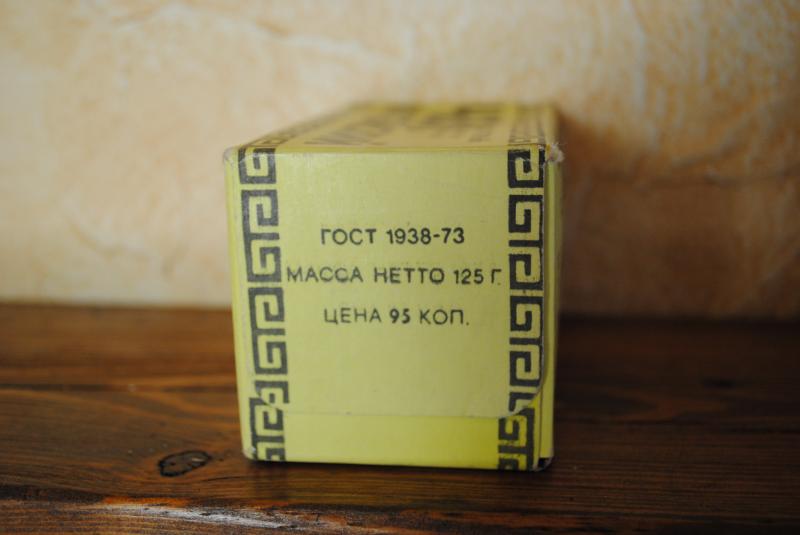 ГОСТ 1938-73
МАССА НЕТТО 125 Г.
ЦЕНА 95 КОП.